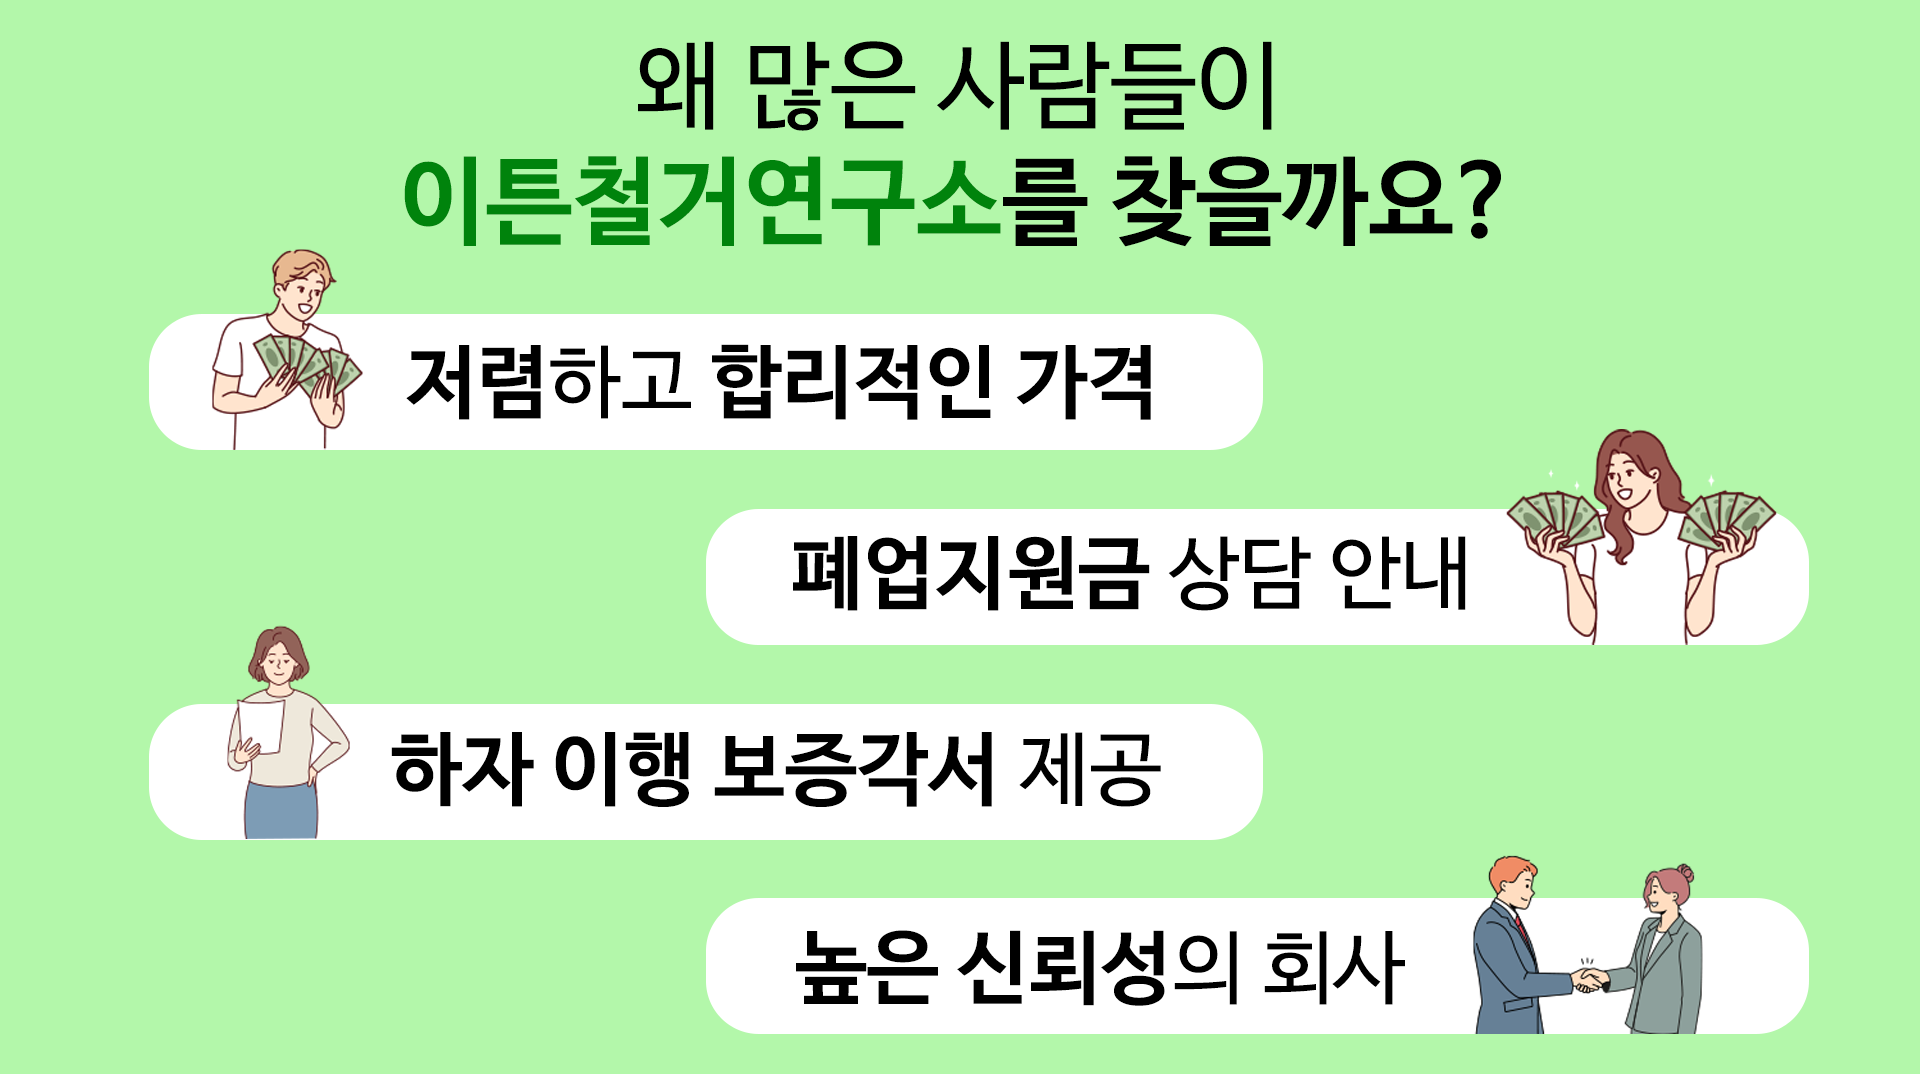 왜 많은 사람들이
이튼철거연구소를 찾을까요?
저렴하고 합리적인 가격
폐업지원금 상담 안내
하자 이행 보증각서 제공
높은 신뢰성의 회사